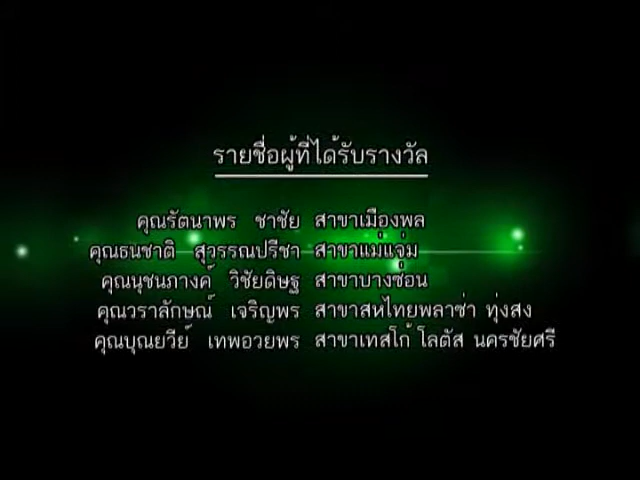 รายชื่อผู้ที่ได้รับรางวัล
คุณรัตนาพร ชาชัย สาขาเมืองพล
คุณธนชาติ สุวรรณปรีชา สาขาแม่แจ่ม
คุณนุชนภางค์ วิชัยดิษฐ สาขาบางซ่อน
คุณวราลักษณ์ เจริญพร สาขาสหไทยพลาซ่า ทุ่งสง
คุณบุณยวีย์ เทพอวยพร สาขาเทสโก้ โลตัส นครชัยศรี